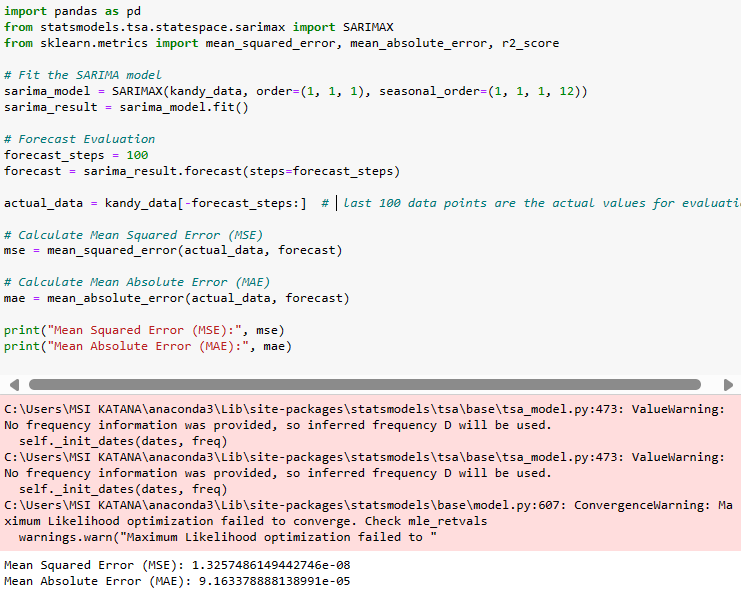 import pandas as pd
from statsmodels.tsa.statespace.sarimax import SARIMAX
from sklearn.metrics import mean_squared_error, mean_absolute_error, r2_score
# Fit the SARIMA model
sarima_model = SARIMAX(kandy_data, order=(1, 1, 1), seasonal_order=(1, 1, 1, 12))
sarima_result = sarima_model.fit()
# Forecast Evaluation
forecast_steps = 100
forecast = sarima_result.forecast(steps=forecast_steps)
actual_data = kandy_data[-forecast_steps:]  # last 100 data points are the actual values for evaluati
# Calculate Mean Squared Error (MSE)
mse = mean_squared_error(actual_data, forecast)
# Calculate Mean Absolute Error (MAE)
mae = mean_absolute_error(actual_data, forecast)
print("Mean Squared Error (MSE):", mse)
print("Mean Absolute Error (MAE):", mae)
C:\Users\MSI KATANA\anaconda3\Lib\site-packages\statsmodels\tsa\base\tsa_model.py:473: ValueWarning:
No frequency information was provided, so inferred frequency D will be used.
  self._init_dates(dates, freq)
C:\Users\MSI KATANA\anaconda3\Lib\site-packages\statsmodels\tsa\base\tsa_model.py:473: ValueWarning:
No frequency information was provided, so inferred frequency D will be used.
  self._init_dates(dates, freq)
C:\Users\MSI KATANA\anaconda3\Lib\site-packages\statsmodels\base\model.py:607: ConvergenceWarning: Ma
ximum Likelihood optimization failed to converge. Check mle_retvals
  warnings.warn("Maximum Likelihood optimization failed to "
Mean Squared Error (MSE): 1.3257486149442746e-08
Mean Absolute Error (MAE): 9.163378888138991e-05